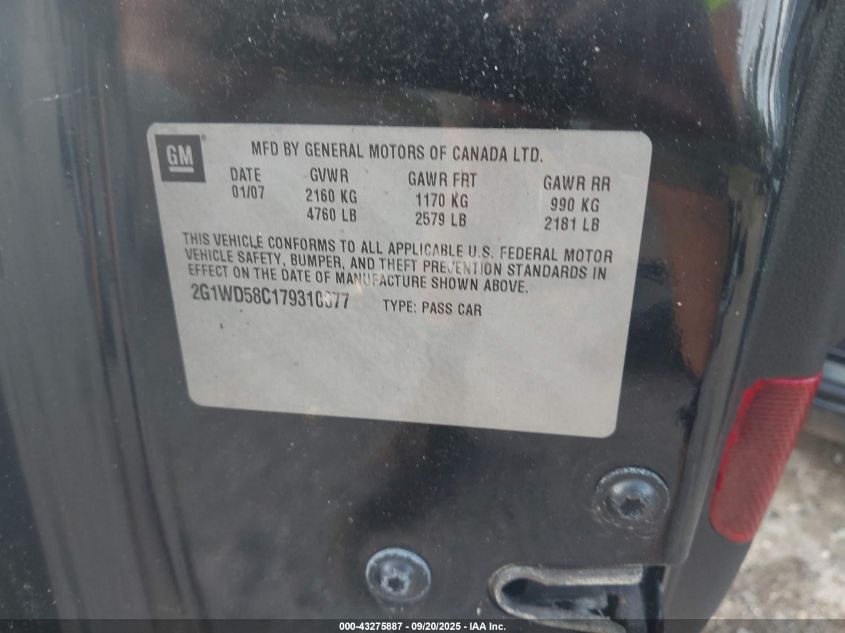 GM®
MFD BY GENERAL MOTORS OF CANADA LTD.
DATE GVWR GAWR FRT GAWR RR
01/07 2160 KG 1170 KG 990 KG
4760 LB 2579 LB 2181 LB
THIS VEHICLE CONFORMS TO ALL APPLICABLE U.S. FEDERAL MOTOR
VEHICLE SAFETY, BUMPER, AND THEFT PREVENTION STANDARDS IN
EFFECT ON THE DATE OF MANUFACTURE SHOWN ABOVE.
2G1WD58C179310077 TYPE: PASS CAR
000-43275887 - 09/20/2025 - IAA Inc.